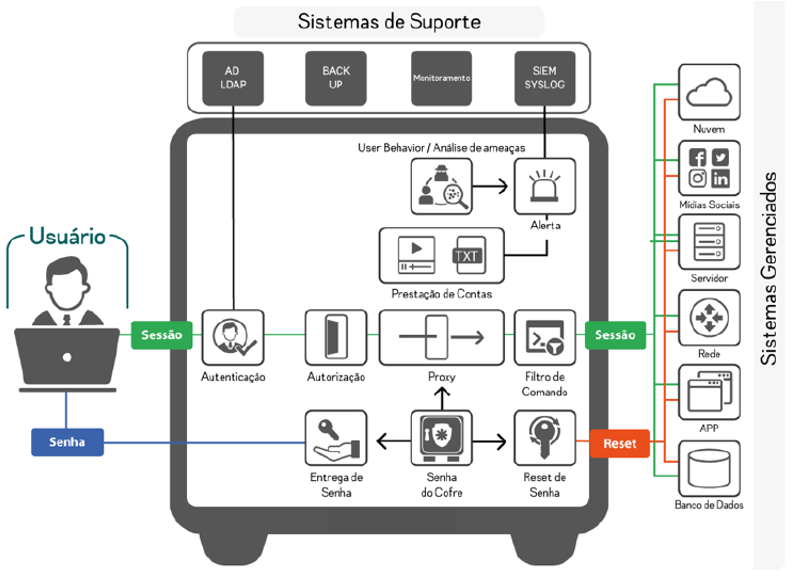 Sistemas de Suporte
AD
LDAP
BACK
UP
Monitoramento
SIEM
SYSLOG
User Behavior / Análise de ameaças
Alerta
TXT
Prestação de Contas
Usuário
Sessão
Autenticação
Autorização
Proxy
Filtro de
Comando
Sessão
Senha
Entrega de
Senha
Senha
do Cofre
Reset de
Senha
Reset
Nuvem
Mídias Sociais
Servidor
Rede
APP
Banco de Dados
Sistemas Gerenciados